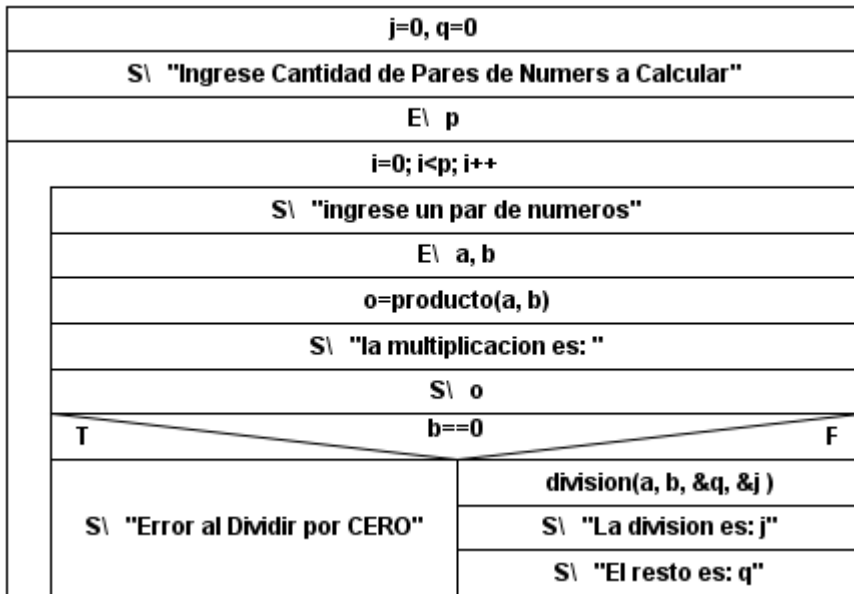 j=0, q=0
S\ "Ingrese Cantidad de Pares de Numers a Calcular"
E\ p
i=0; i<p; i++
S\ "ingrese un par de numeros"
E\ a, b
o=producto(a, b)
S\ "la multiplicacion es: "
S\ o
T b==0 F
S\ "Error al Dividir por CERO"
division(a, b, &q, &j )
S\ "La division es: j"
S\ "El resto es: q"